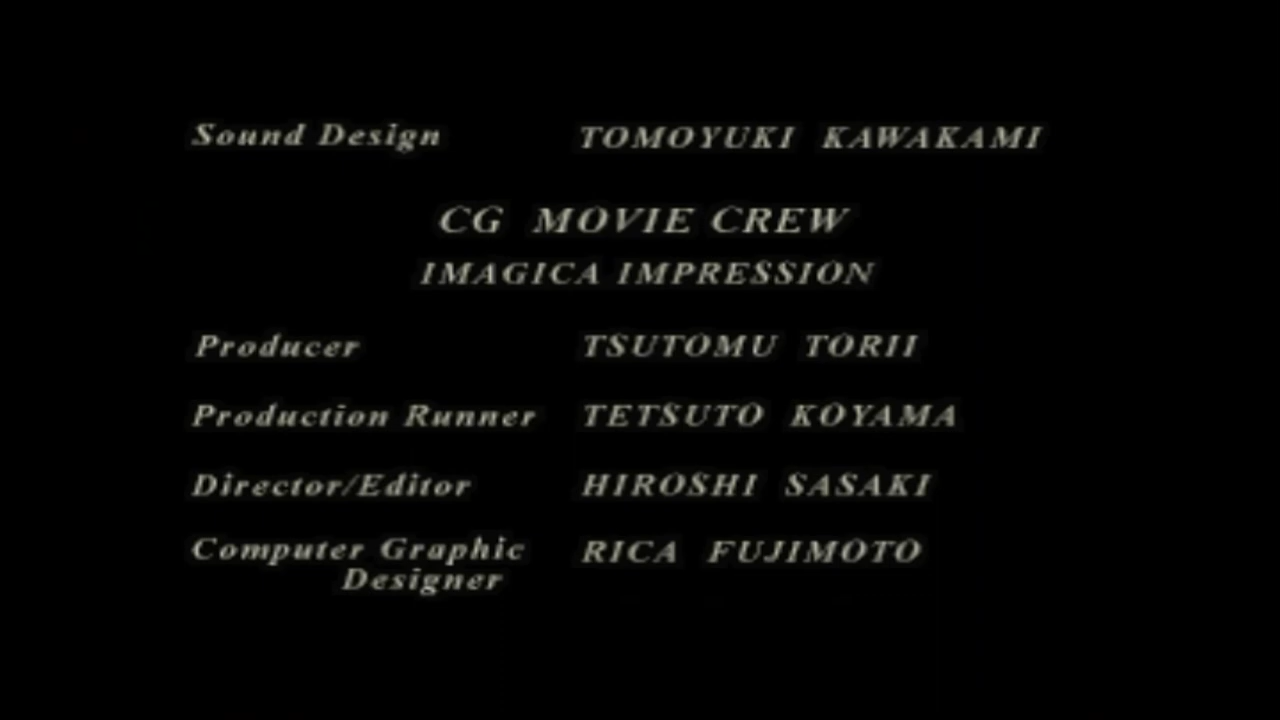 Sound Design TOMOYUKI KAWAKAMI
CG MOVIE CREW
IMAGICA IMPRESSION
Producer TSUTOMU TORII
Production Runner TETSUTO KOYAMA
Director/Editor HIROSHI SASAKI
Computer Graphic RICA FUJIMOTO
Designer